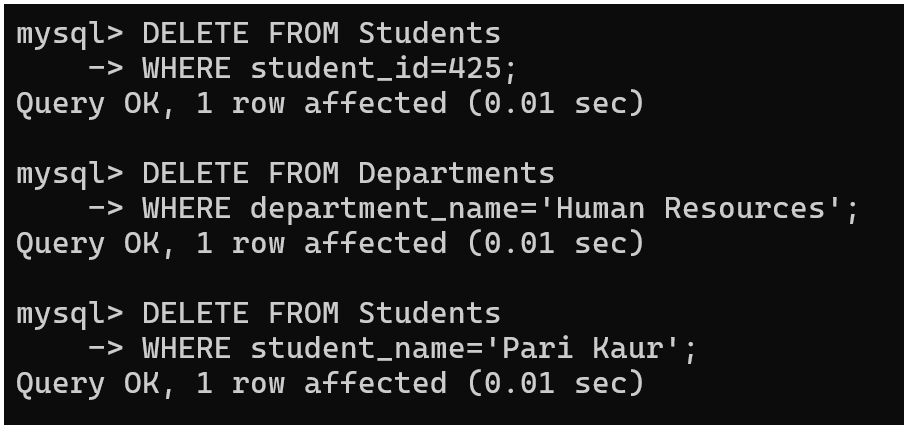 mysql> DELETE FROM Students
    -> WHERE student_id=425;
Query OK, 1 row affected (0.01 sec)

mysql> DELETE FROM Departments
    -> WHERE department_name='Human Resources';
Query OK, 1 row affected (0.01 sec)

mysql> DELETE FROM Students
    -> WHERE student_name='Pari Kaur';
Query OK, 1 row affected (0.01 sec)